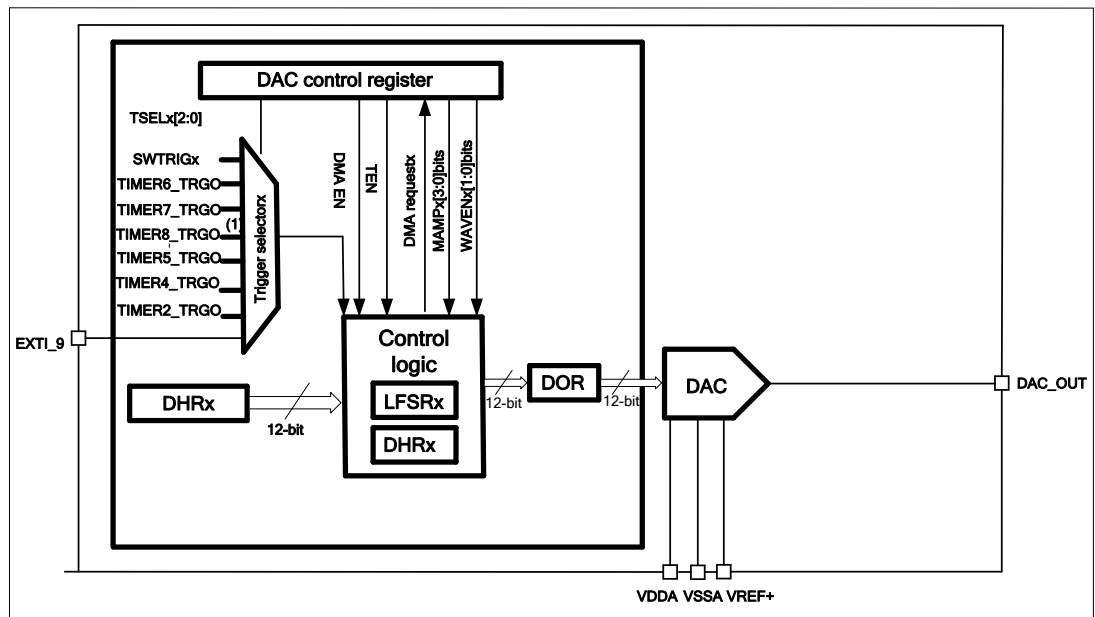 DAC control register
TSELx[2:0]
SWTRIGx
TIMER6_TRGO
TIMER7_TRGO
(1)
TIMER8_TRGO
TIMER5_TRGO
TIMER4_TRGO
TIMER2_TRGO
Trigger selectorx
DMA EN
TEN
DMA requestx
MAMPx[3:0]bits
WAVENx[1:0]bits
EXTI_9
Control
logic
LFSRx
DHRx
DHRx
12-bit
12-bit
DOR
12-bit
DAC
DAC_OUT
VDDA VSSA VREF+